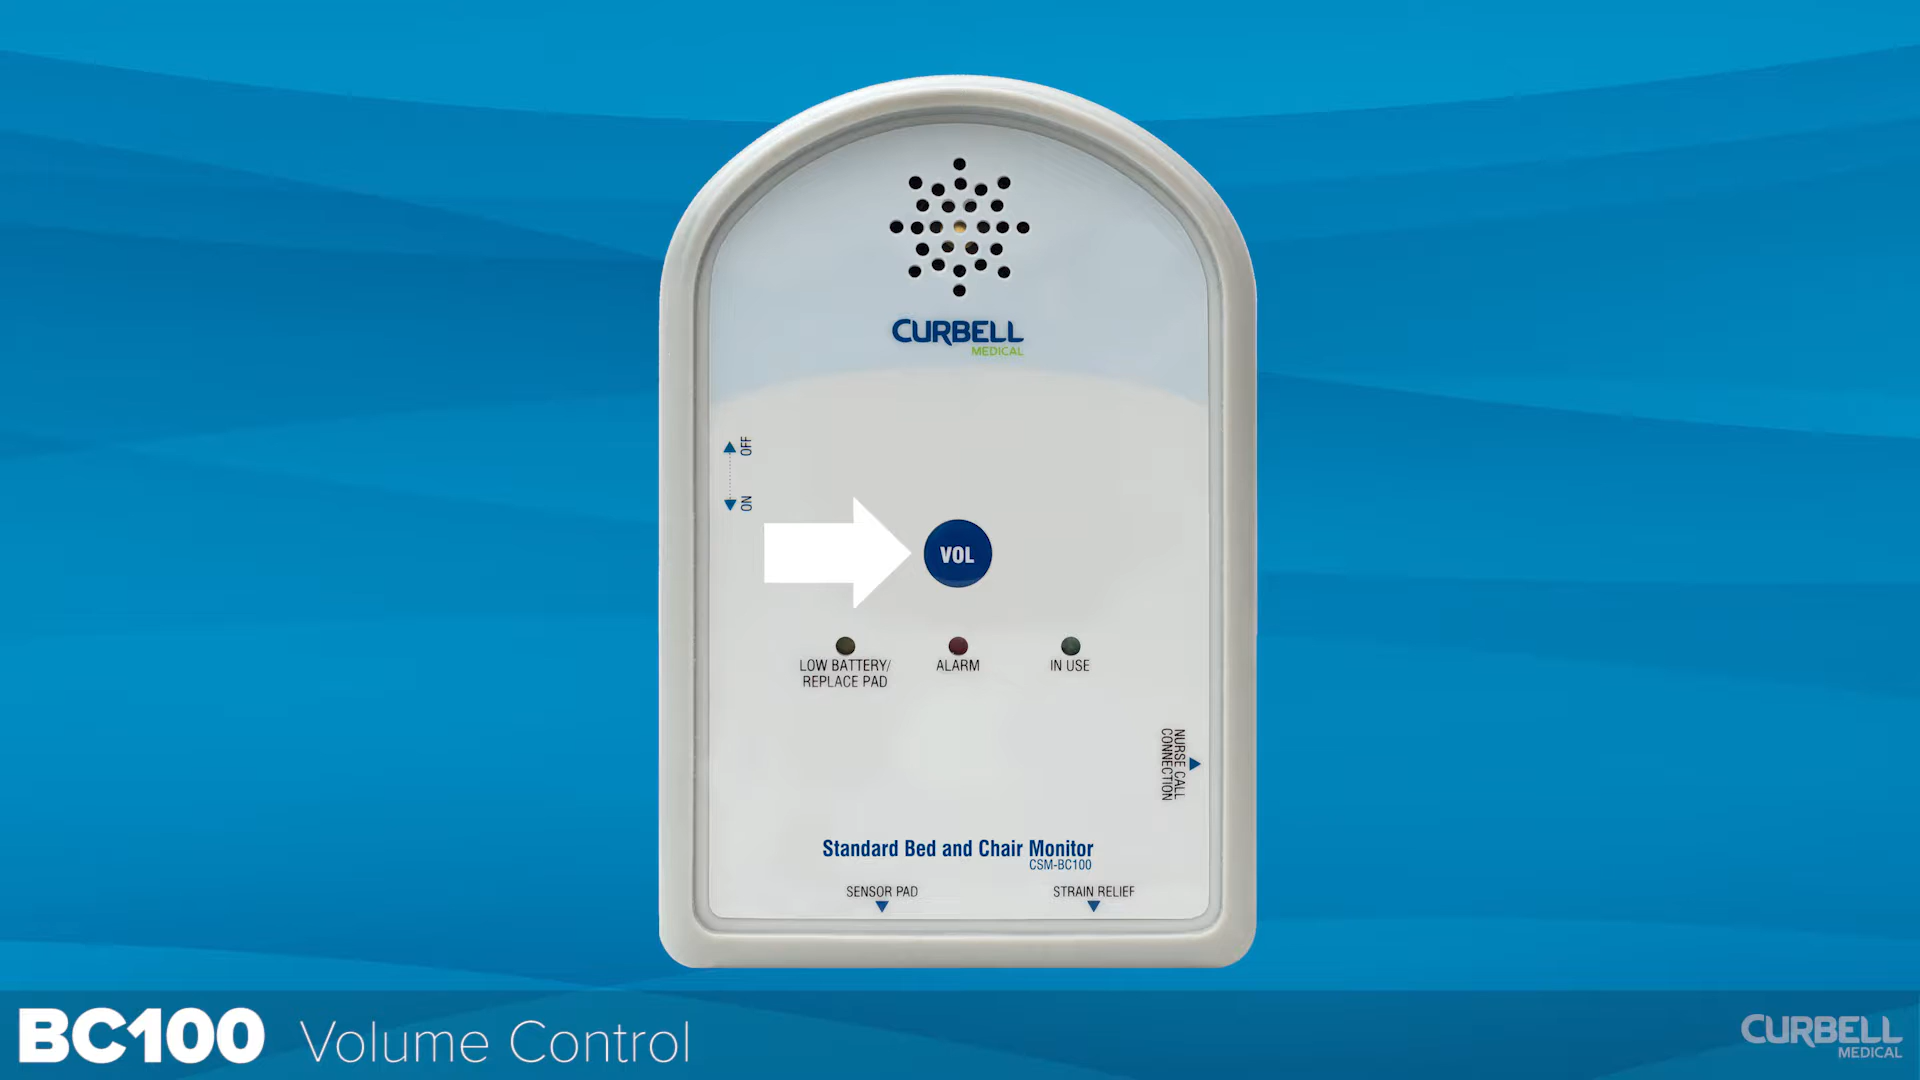 CURBELL
MEDICAL
OFF
ON
VOL
LOW BATTERY/
REPLACE PAD
ALARM
IN USE
NURSE CALL
CONNECTION
Standard Bed and Chair Monitor
CSM-BC100
SENSOR PAD
STRAIN RELIEF
BC100 Volume Control
CURBELL
MEDICAL